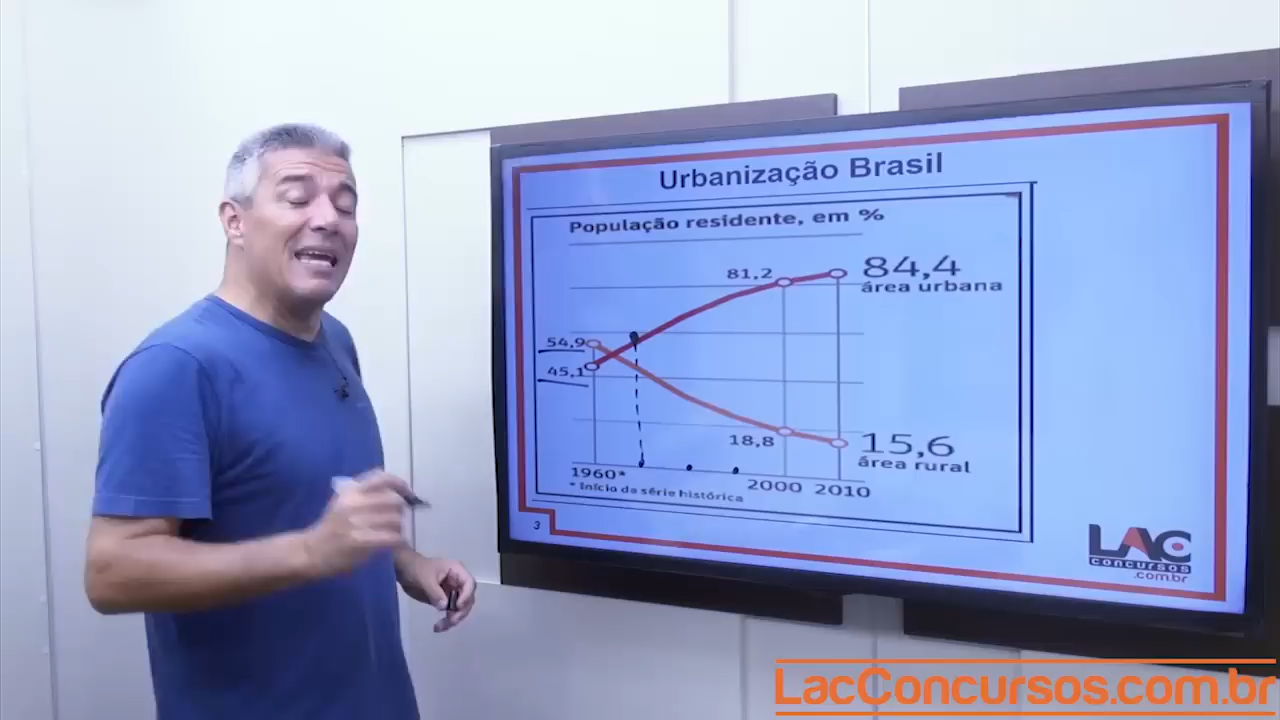 Urbanização Brasil
População residente, em %
81,2
84,4
área urbana
54,9
45,1
18,8
15,6
área rural
1960*
2000 2010
* Início da série histórica
3
LAC
concursos
.com.br
LacConcursos.com.br